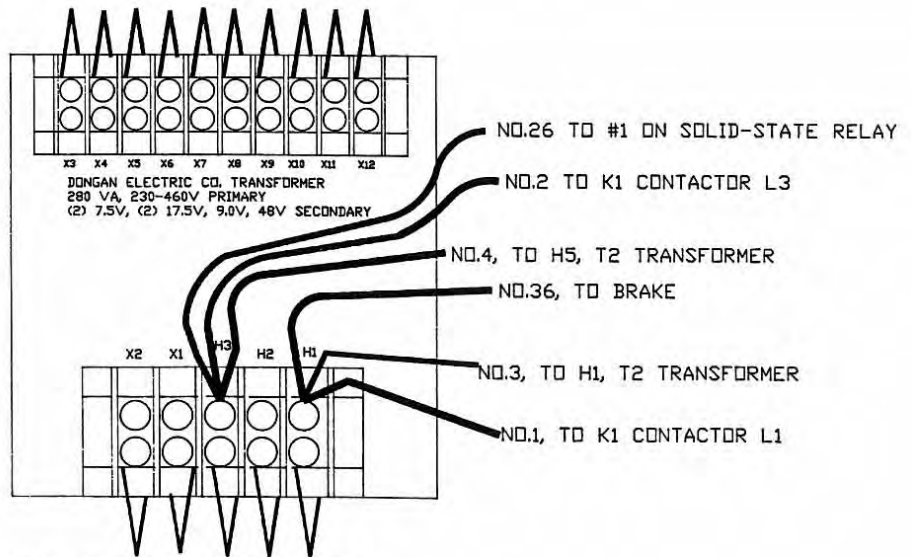 X3 X4 X5 X6 X7 X8 X9 X10 X11 X12
DONGAN ELECTRIC CO. TRANSFORMER
280 VA, 230-460V PRIMARY
(2) 7.5V, (2) 17.5V, 9.0V, 48V SECONDARY
NO.26 TO #1 ON SOLID-STATE RELAY
NO.2 TO K1 CONTACTOR L3
NO.4, TO H5, T2 TRANSFORMER
NO.36, TO BRAKE
X2 X1 H3 H2 H1
NO.3, TO H1, T2 TRANSFORMER
NO.1, TO K1 CONTACTOR L1